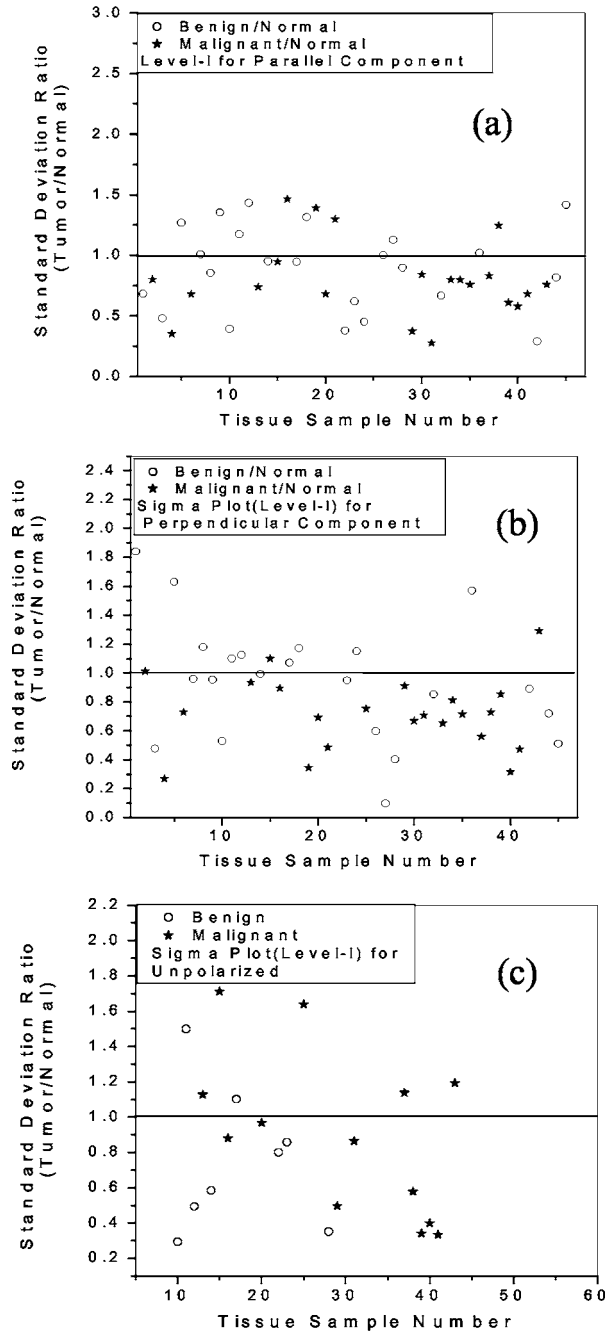 3.0
2.5
2.0
1.5
1.0
0.5
0.0
Standard Deviation Ratio
(Tumor/Normal)
Benign/Normal
Malignant/Normal
Level-I for Parallel Component
(a)
10 20 30 40
Tissue Sample Number
2.4
2.2
2.0
1.8
1.6
1.4
1.2
1.0
0.8
0.6
0.4
0.2
0.0
Standard Deviation Ratio
(Tumor/Normal)
Benign/Normal
Malignant/Normal
Sigma Plot(Level-I) for
Perpendicular Component
(b)
10 20 30 40
Tissue Sample Number
2.2
2.0
1.8
1.6
1.4
1.2
1.0
0.8
0.6
0.4
0.2
Standard Deviation Ratio
(Tumor/Normal)
Benign
Malignant
Sigma Plot(Level-I) for
Unpolarized
(c)
10 20 30 40 50 60
Tissue Sample Number